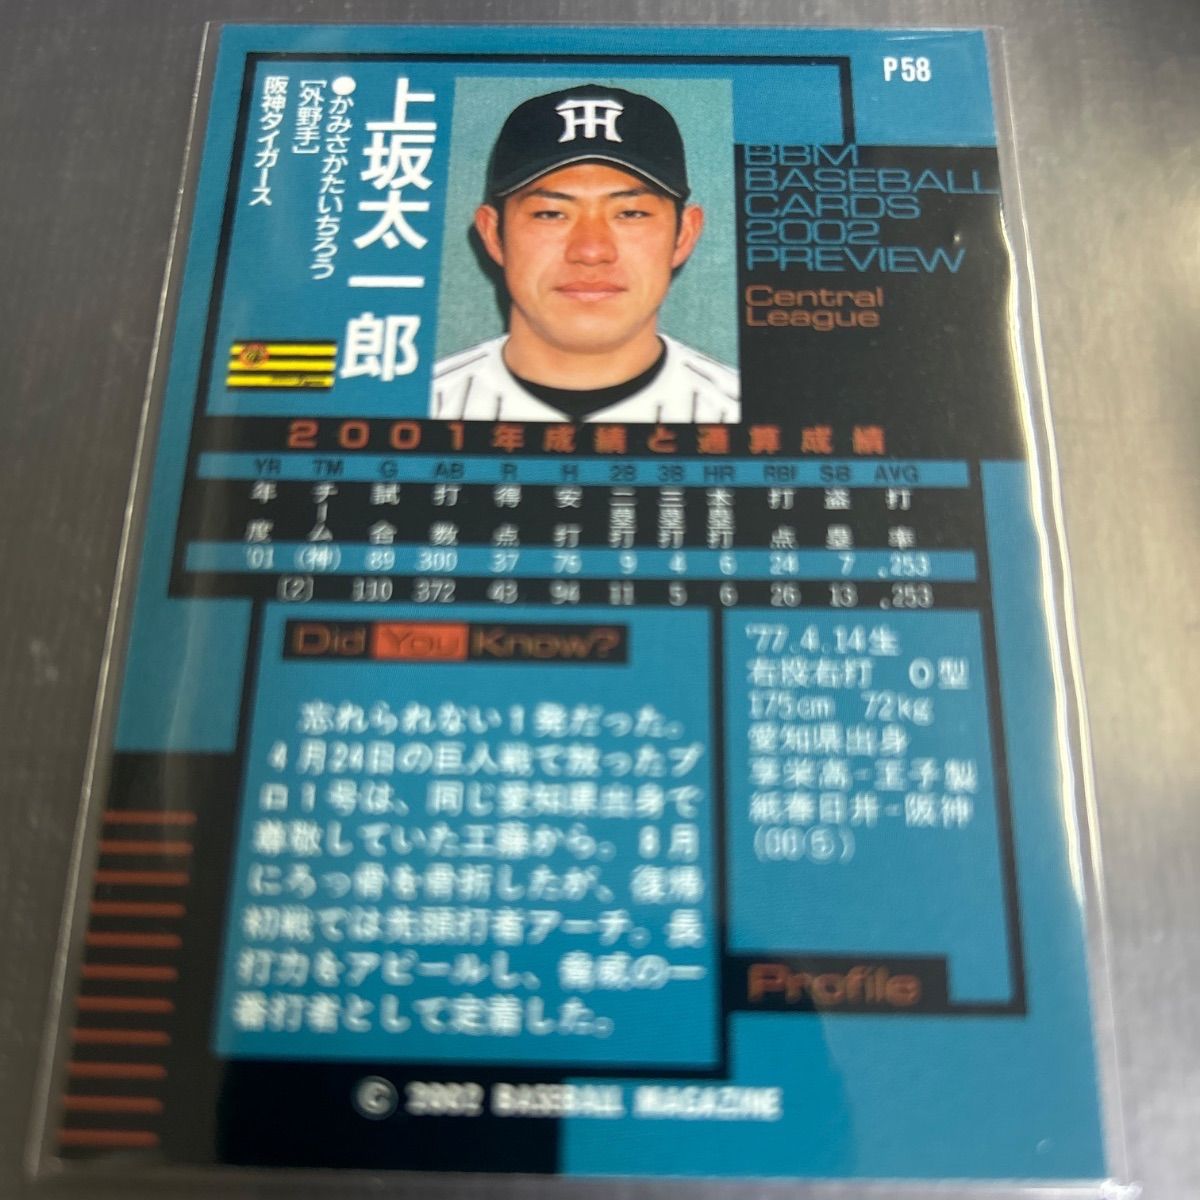 P58
上坂太一郎
●かみさかたいちろう
[外野手]
阪神タイガース
BBM
BASEBALL
CARDS
2002
PREVIEW
Central
League
2001年成績と通算成績
YR TM G AB R H 2B 3B HR RBI SB AVG
年度 チーム 試合 打数 得点 安打 二塁打 三塁打 本塁打 打点 盗塁 打率
'01 (神) 89 300 37 76 9 4 6 24 7 .253
〔2〕 110 372 43 94 11 5 6 26 13 .253
Did You Know?
忘れられない1発だった。
4月24日の巨人戦で放ったプ
ロ1号は、同じ愛知県出身で
尊敬していた工藤から。6月
にろっ骨を骨折したが、復帰
初戦では先頭打者アーチ。長
打力をアピールし、脅威の一
番打者として定着した。
'77.4.14生
右投右打 O型
175cm 72kg
愛知県出身
享栄高-王子製
紙春日井-阪神
(00⑤)
Profile
© 2002 BASEBALL MAGAZINE